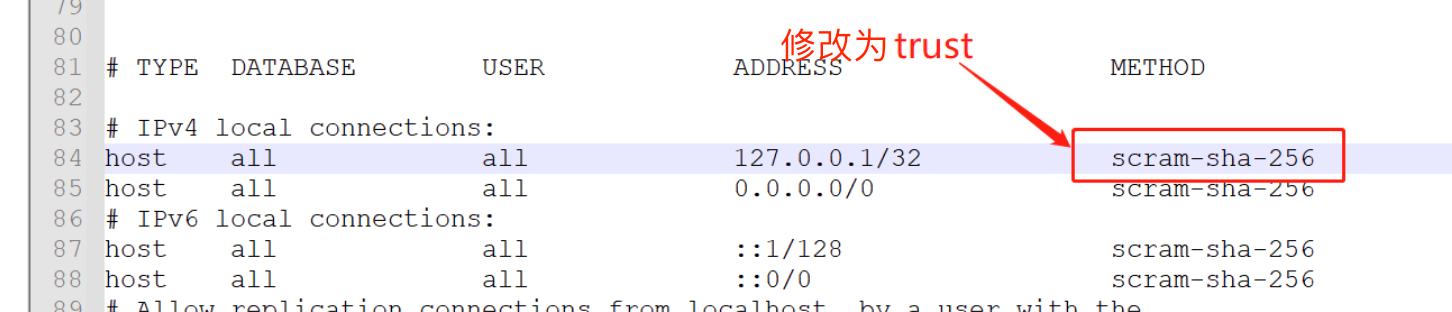 79
80
修改为 trust
81 # TYPE DATABASE USER ADDRESS METHOD
82
83 # IPv4 local connections:
84 host all all 127.0.0.1/32 scram-sha-256
85 host all all 0.0.0.0/0 scram-sha-256
86 # IPv6 local connections:
87 host all all ::1/128 scram-sha-256
88 host all all ::0/0 scram-sha-256
89 # Allow replication connections from localhost, by a user with the